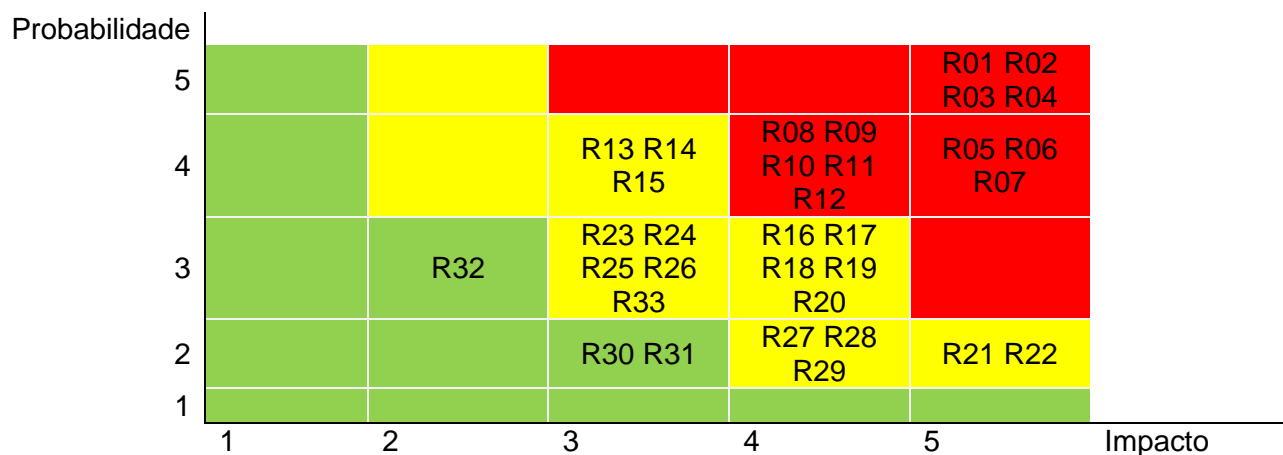 Probabilidade
5
R01 R02
R03 R04
4
R13 R14
R15
R08 R09
R10 R11
R12
R05 R06
R07
3
R32
R23 R24
R25 R26
R33
R16 R17
R18 R19
R20
2
R30 R31
R27 R28
R29
R21 R22
1
1 2 3 4 5 Impacto